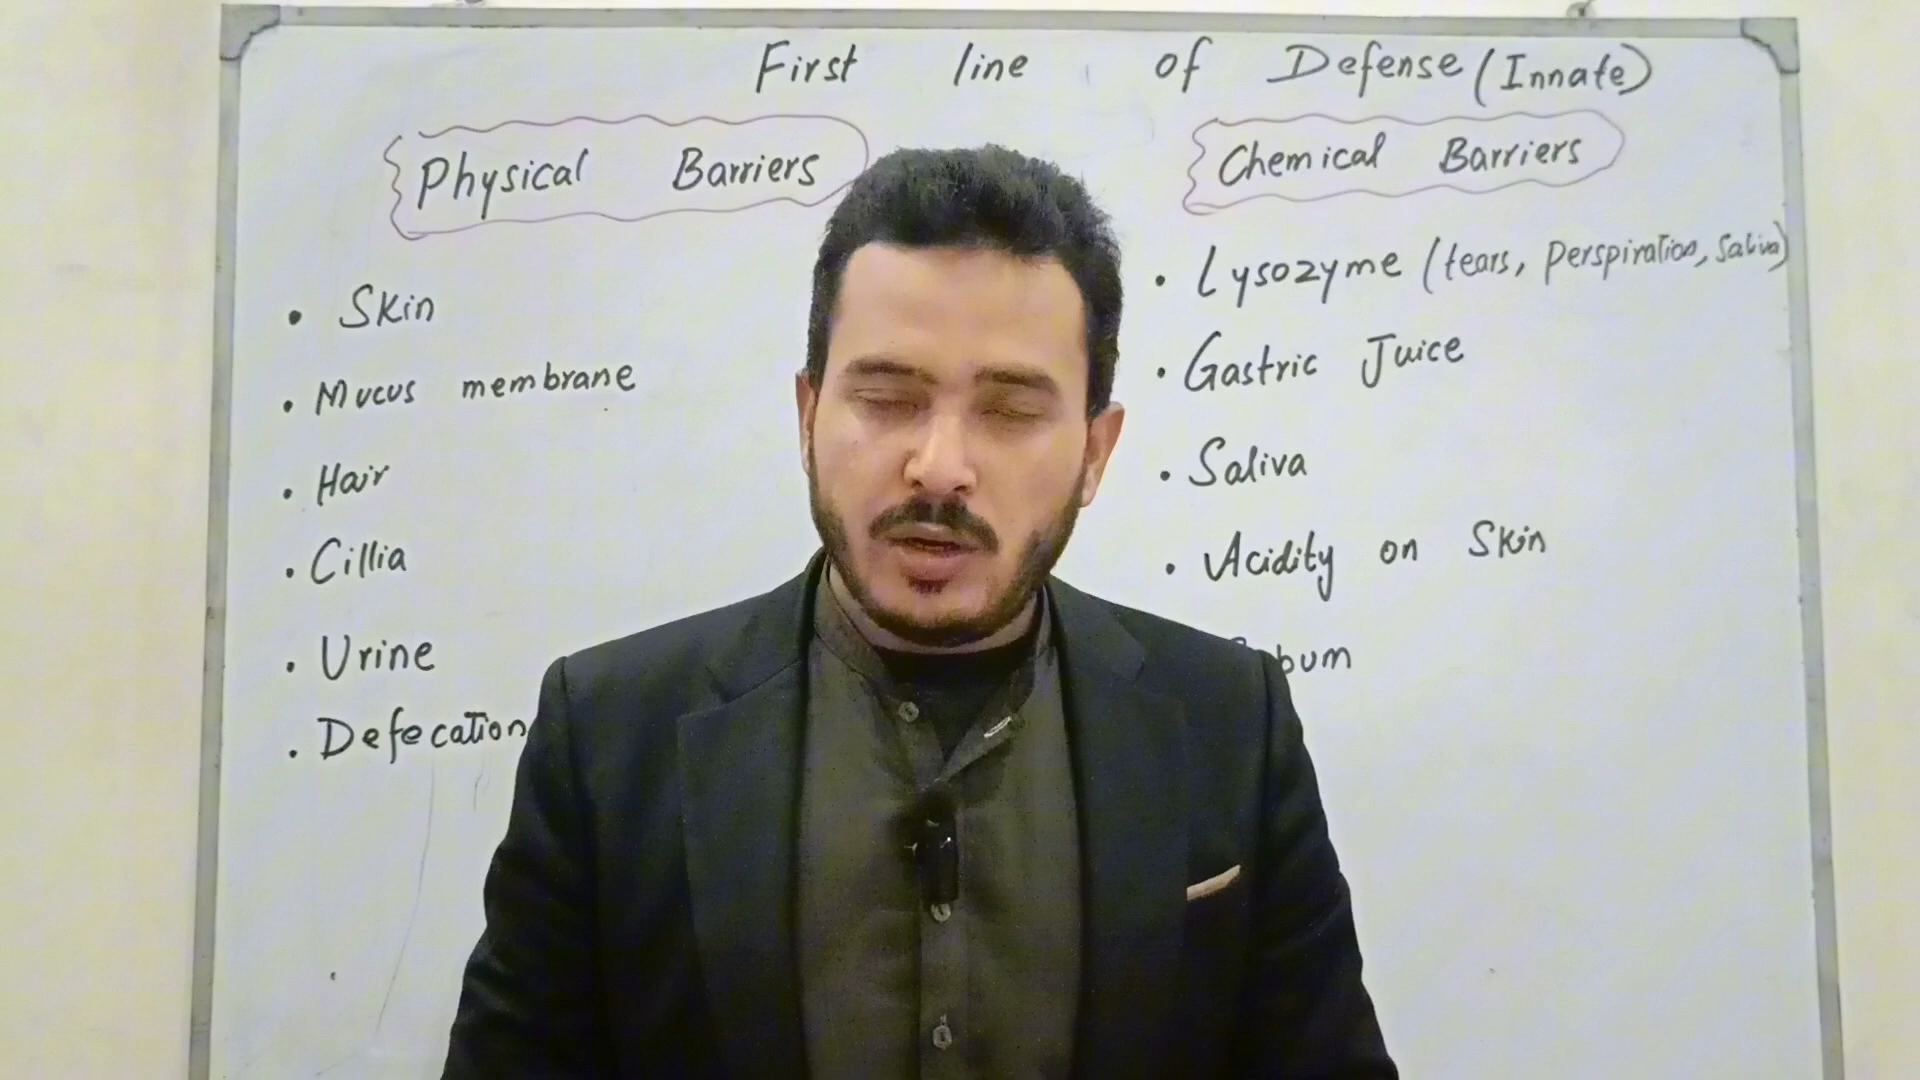 First line of Defense (Innate)
Physical Barriers
• Skin
• Mucus membrane
• Hair
• Cillia
• Urine
• Defecation
Chemical Barriers
• Lysozyme (tears, perspiration, saliva)
• Gastric Juice
• Saliva
• Acidity on Skin